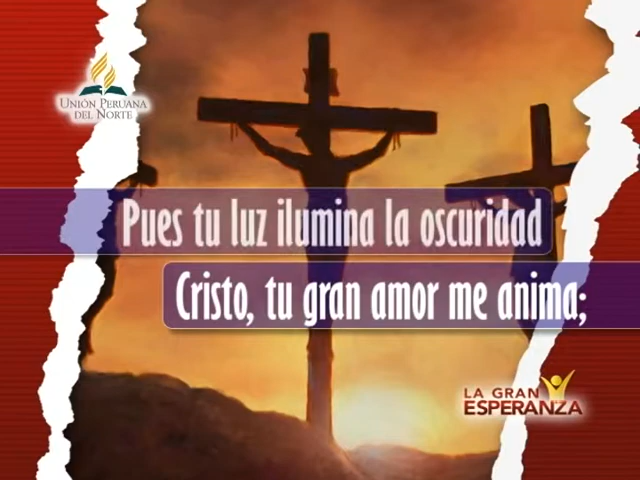 UNIÓN PERUANA
DEL NORTE
Pues tu luz ilumina la oscuridad
Cristo, tu gran amor me anima;
LA GRAN
ESPERANZA